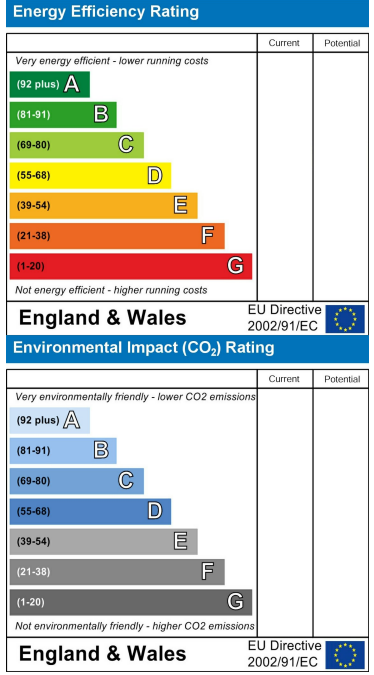 Energy Efficiency Rating
Current Potential
Very energy efficient - lower running costs
(92 plus) A
(81-91) B
(69-80) C
(55-68) D
(39-54) E
(21-38) F
(1-20) G
Not energy efficient - higher running costs
England & Wales EU Directive
2002/91/EC
Environmental Impact (CO₂) Rating
Current Potential
Very environmentally friendly - lower CO2 emissions
(92 plus) A
(81-91) B
(69-80) C
(55-68) D
(39-54) E
(21-38) F
(1-20) G
Not environmentally friendly - higher CO2 emissions
England & Wales EU Directive
2002/91/EC